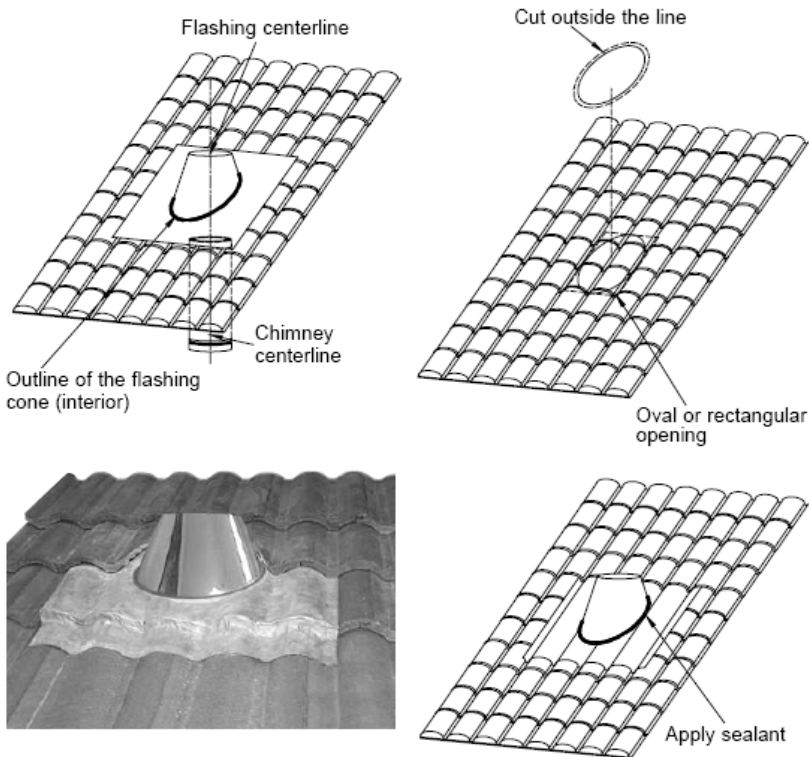 Flashing centerline
Cut outside the line
Chimney
centerline
Outline of the flashing
cone (interior)
Oval or rectangular
opening
Apply sealant